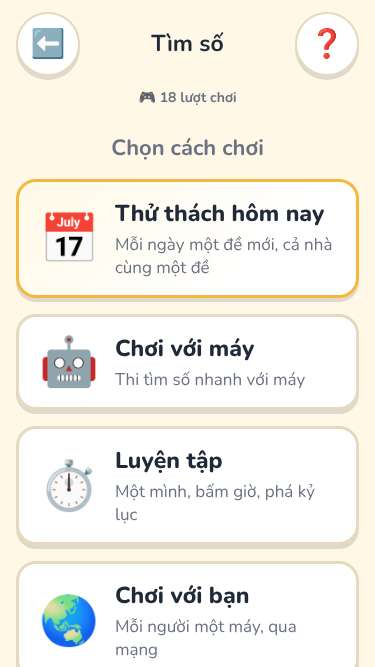 Tìm số
18 lượt chơi
Chọn cách chơi
July
17
Thử thách hôm nay
Mỗi ngày một đề mới, cả nhà
cùng một đề
Chơi với máy
Thi tìm số nhanh với máy
Luyện tập
Một mình, bấm giờ, phá kỷ
lục
Chơi với bạn
Mỗi người một máy, qua
mạng